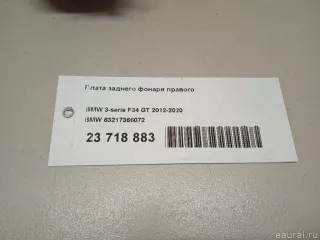 Плата заднего фонаря правого
BMW 3-serie F34 GT 2012-2020
BMW 63217386072
23 718 883
eaural.ru